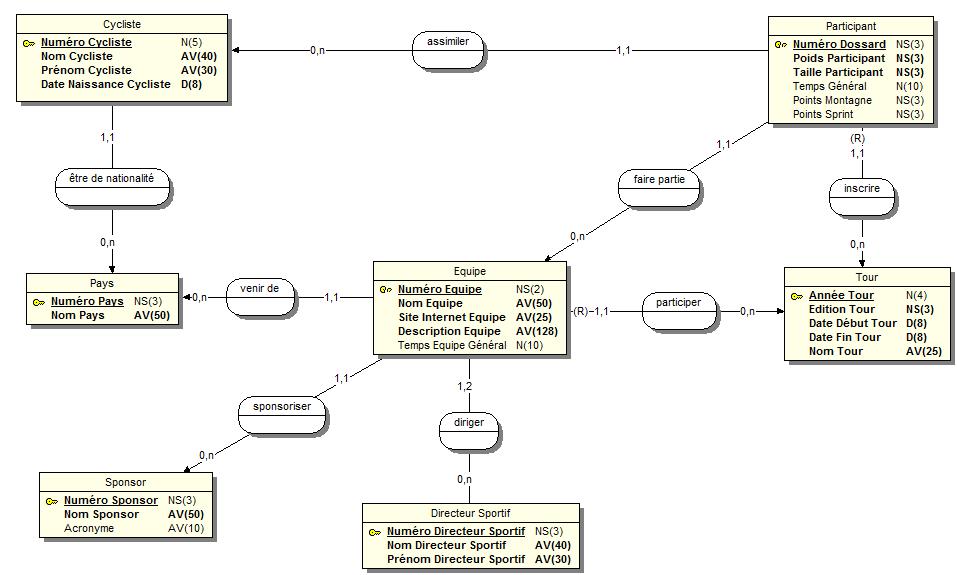 Cycliste
Numéro Cycliste N(5)
Nom Cycliste AV(40)
Prénom Cycliste AV(30)
Date Naissance Cycliste D(8)
0,n
assimiler
1,1
Participant
Numéro Dossard NS(3)
Poids Participant NS(3)
Taille Participant NS(3)
Temps Général N(10)
Points Montagne NS(3)
Points Sprint NS(3)
1,1
être de nationalité
0,n
1,1
faire partie
0,n
(R)
1,1
inscrire
0,n
Pays
Numéro Pays NS(3)
Nom Pays AV(50)
0,n
venir de
1,1
Equipe
Numéro Equipe NS(2)
Nom Equipe AV(50)
Site Internet Equipe AV(25)
Description Equipe AV(128)
Temps Equipe Général N(10)
(R)-1,1
participer
0,n
Tour
Année Tour N(4)
Edition Tour NS(3)
Date Début Tour D(8)
Date Fin Tour D(8)
Nom Tour AV(25)
1,1
sponsoriser
0,n
1,2
diriger
0,n
Sponsor
Numéro Sponsor NS(3)
Nom Sponsor AV(50)
Acronyme AV(10)
Directeur Sportif
Numéro Directeur Sportif NS(3)
Nom Directeur Sportif AV(40)
Prénom Directeur Sportif AV(30)